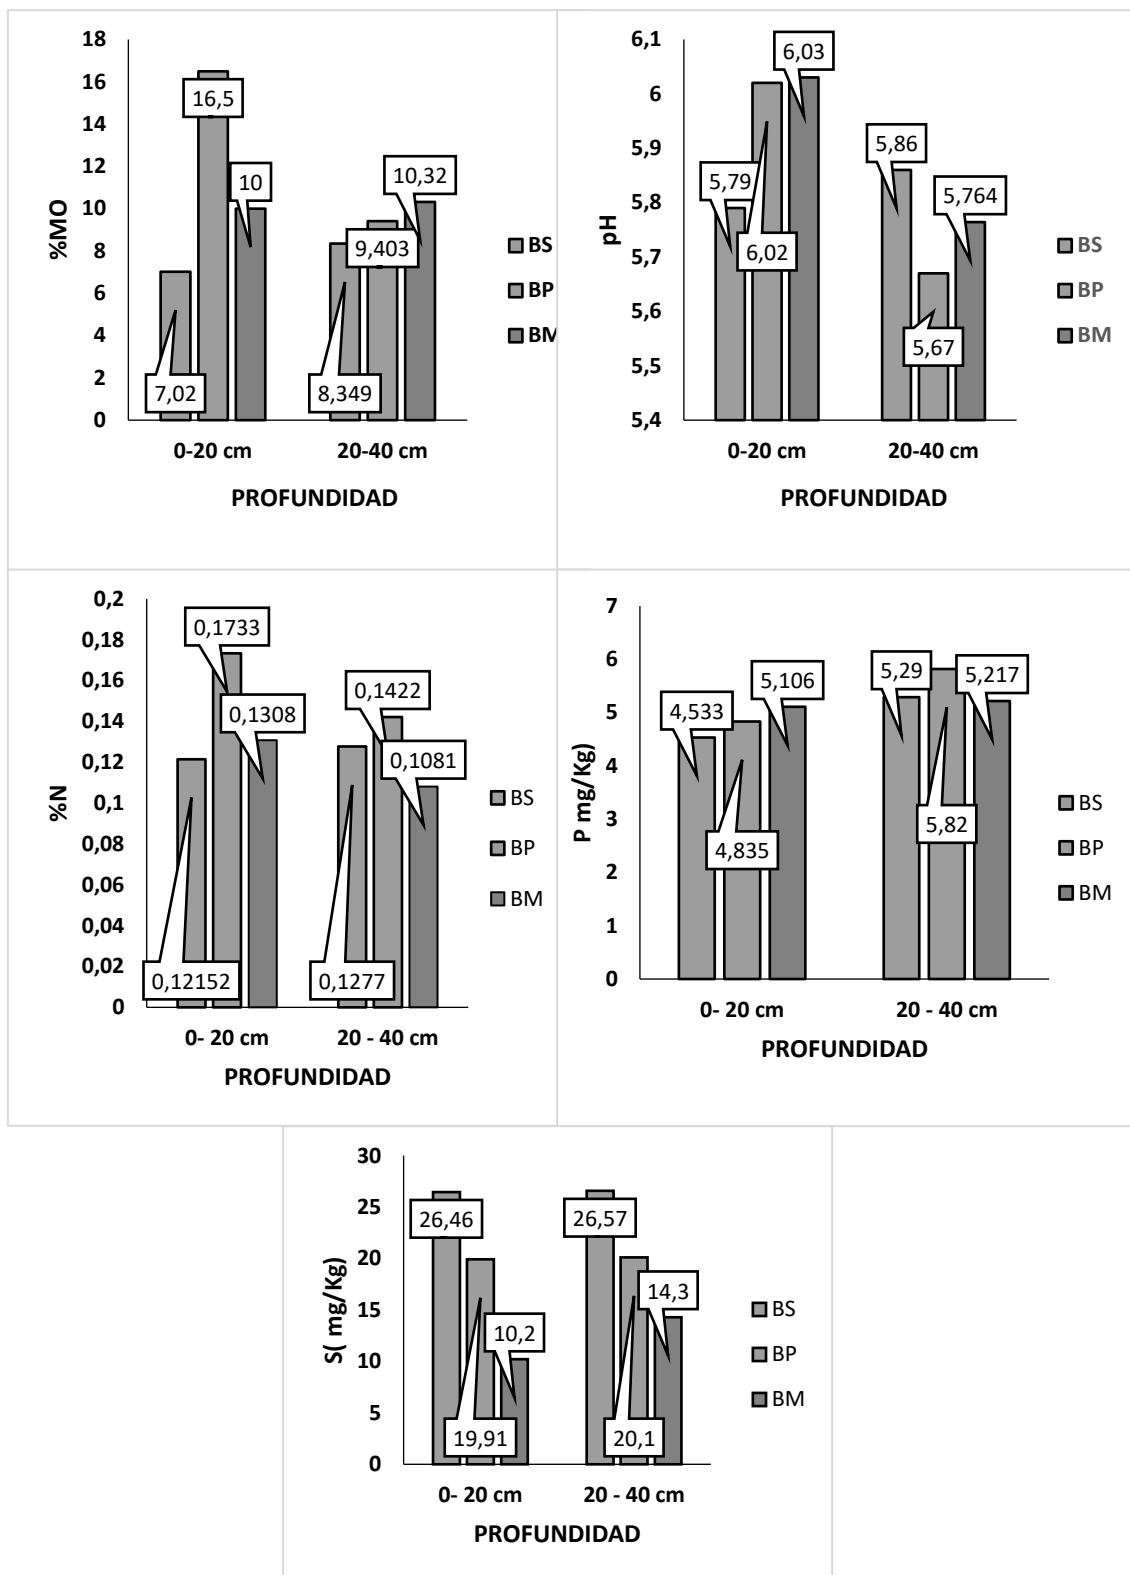 18
16
14
12
10
8
6
4
2
0
%MO
16,5
10
7,02
10,32
9,403
8,349
0-20 cm
20-40 cm
PROFUNDIDAD
BS
BP
BM
6,1
6
5,9
5,8
5,7
5,6
5,5
5,4
pH
6,03
5,79
6,02
5,86
5,764
5,67
0-20 cm
20-40 cm
PROFUNDIDAD
BS
BP
BM
0,2
0,18
0,16
0,14
0,12
0,1
0,08
0,06
0,04
0,02
0
%N
0,1733
0,1308
0,12152
0,1422
0,1081
0,1277
0- 20 cm
20 - 40 cm
PROFUNDIDAD
BS
BP
BM
7
6
5
4
3
2
1
0
P mg/Kg)
4,533
5,106
4,835
5,29
5,217
5,82
0- 20 cm
20 - 40 cm
PROFUNDIDAD
BS
BP
BM
30
25
20
15
10
5
0
S( mg/Kg)
26,46
10,2
19,91
26,57
14,3
20,1
0- 20 cm
20 - 40 cm
PROFUNDIDAD
BS
BP
BM